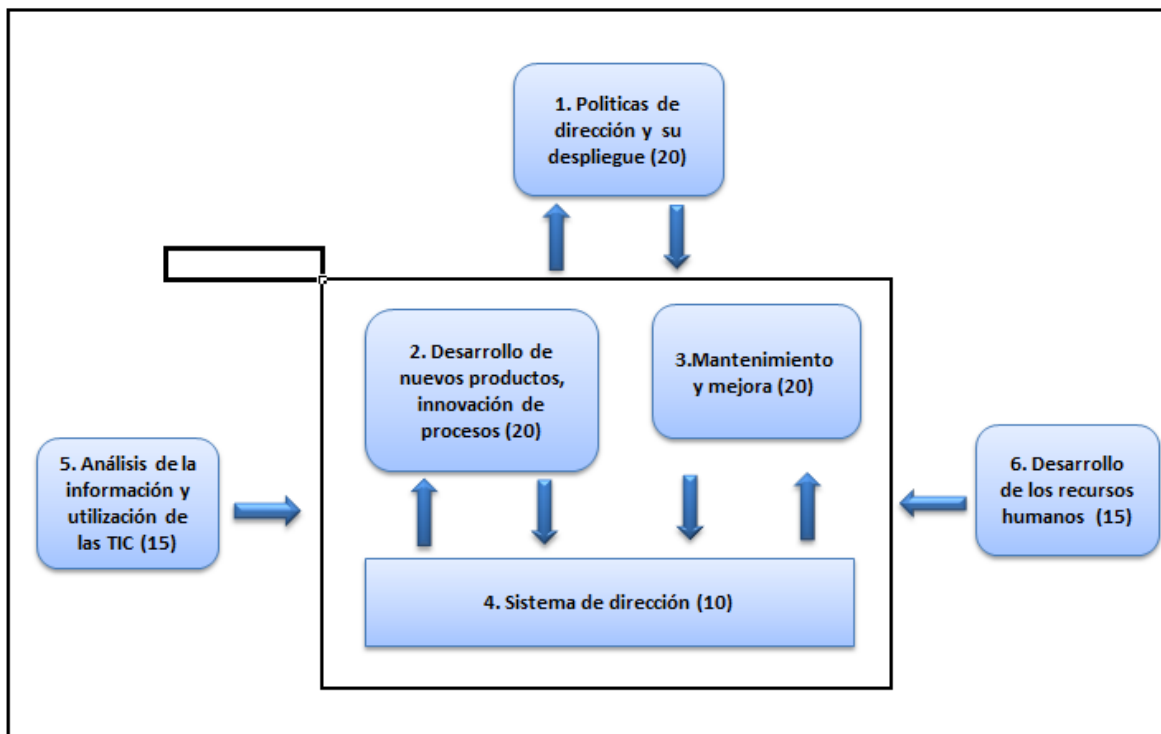 1. Politicas de
dirección y su
despliegue (20)
2. Desarrollo de
nuevos productos,
innovación de
procesos (20)
3.Mantenimiento
y mejora (20)
5. Análisis de la
información y
utilización de
las TIC (15)
6. Desarrollo
de los recursos
humanos (15)
4. Sistema de dirección (10)